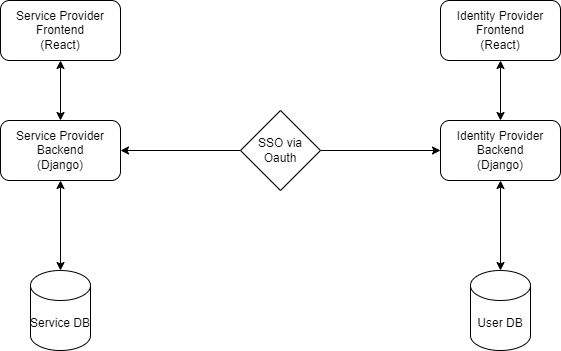 Service Provider
Frontend
(React)
Identity Provider
Frontend
(React)
Service Provider
Backend
(Django)
SSO via
Oauth
Identity Provider
Backend
(Django)
Service DB
User DB